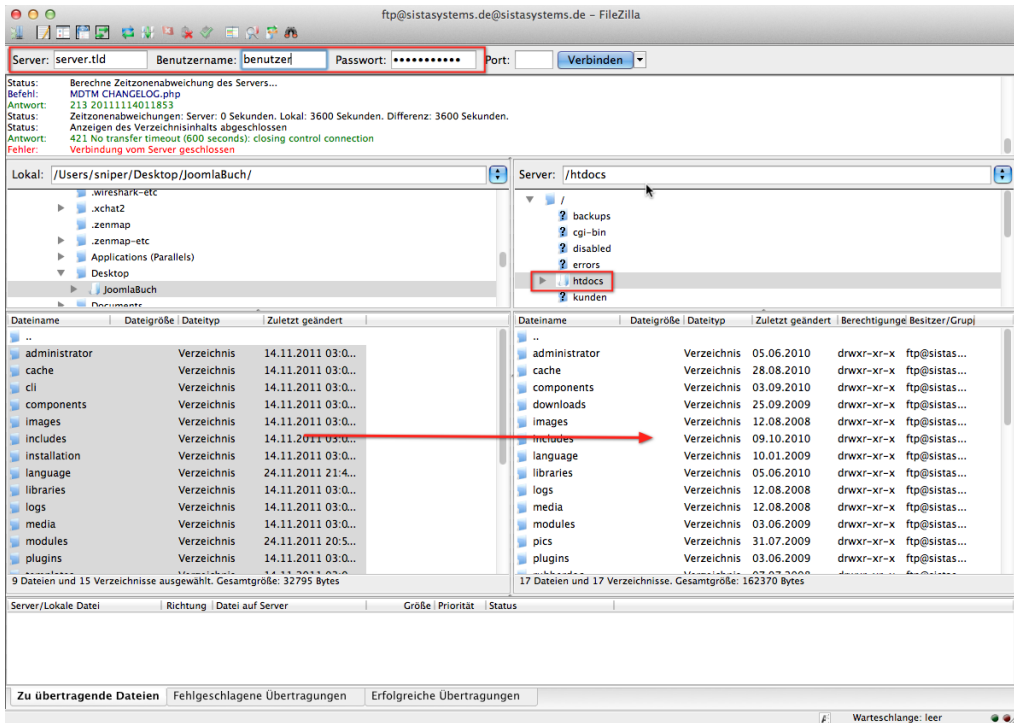 ftp@sistasystems.de@sistasystems.de – FileZilla
Server: server.tld Benutzername: benutzer Passwort: ••••••••••• Port: Verbinden
Status: Berechne Zeitzonenabweichung des Servers...
Befehl: MDTM CHANGELOG.php
Antwort: 213 20111114011853
Status: Zeitzonenabweichungen: Server: 0 Sekunden. Lokal: 3600 Sekunden. Differenz: 3600 Sekunden.
Status: Anzeigen des Verzeichnisinhalts abgeschlossen
Antwort: 421 No transfer timeout (600 seconds): closing control connection
Fehler: Verbindung vom Server geschlossen
Lokal: /Users/sniper/Desktop/JoomlaBuch/
.wireshark-etc
.xchat2
.zenmap
.zenmap-etc
Applications (Parallels)
Desktop
JoomlaBuch
Documents
Server: /htdocs
/
backups
cgi-bin
disabled
errors
htdocs
kunden
Dateiname Dateigröße Dateityp Zuletzt geändert
..
administrator Verzeichnis 14.11.2011 03:0...
cache Verzeichnis 14.11.2011 03:0...
cli Verzeichnis 14.11.2011 03:0...
components Verzeichnis 14.11.2011 03:0...
images Verzeichnis 14.11.2011 03:0...
includes Verzeichnis 14.11.2011 03:0...
installation Verzeichnis 14.11.2011 03:0...
language Verzeichnis 24.11.2011 21:4...
libraries Verzeichnis 14.11.2011 03:0...
logs Verzeichnis 14.11.2011 03:0...
media Verzeichnis 14.11.2011 03:0...
modules Verzeichnis 24.11.2011 20:5...
plugins Verzeichnis 14.11.2011 03:0...
9 Dateien und 15 Verzeichnisse ausgewählt. Gesamtgröße: 32795 Bytes
Dateiname Dateigröße Dateityp Zuletzt geändert Berechtigunge Besitzer/Grupp
..
administrator Verzeichnis 05.06.2010 drwxr-xr-x ftp@sistas...
cache Verzeichnis 28.08.2010 drwxr-xr-x ftp@sistas...
components Verzeichnis 03.09.2010 drwxr-xr-x ftp@sistas...
downloads Verzeichnis 25.09.2009 drwxr-xr-x ftp@sistas...
images Verzeichnis 12.08.2008 drwxr-xr-x ftp@sistas...
includes Verzeichnis 09.10.2010 drwxr-xr-x ftp@sistas...
language Verzeichnis 10.01.2009 drwxr-xr-x ftp@sistas...
libraries Verzeichnis 05.06.2010 drwxr-xr-x ftp@sistas...
logs Verzeichnis 12.08.2008 drwxr-xr-x ftp@sistas...
media Verzeichnis 12.08.2008 drwxr-xr-x ftp@sistas...
modules Verzeichnis 03.06.2009 drwxr-xr-x ftp@sistas...
pics Verzeichnis 31.07.2009 drwxr-xr-x ftp@sistas...
plugins Verzeichnis 03.06.2009 drwxr-xr-x ftp@sistas...
17 Dateien und 17 Verzeichnisse. Gesamtgröße: 162370 Bytes
Server/Lokale Datei Richtung Datei auf Server Größe Priorität Status
Zu übertragende Dateien Fehlgeschlagene Übertragungen Erfolgreiche Übertragungen
Warteschlange: leer